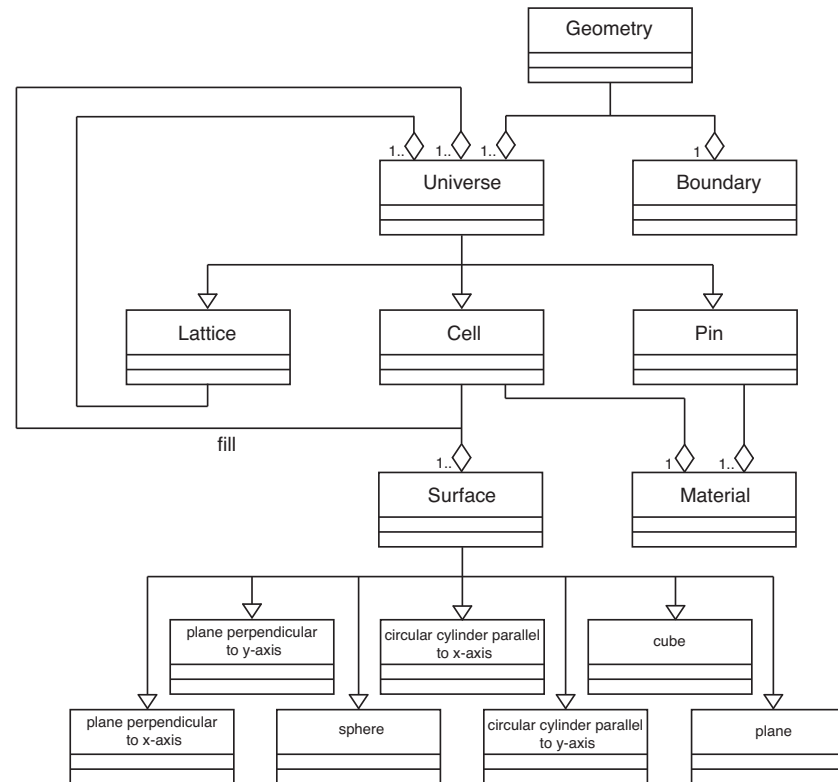 Geometry
1..
1..
1..
1
Universe
Boundary
Lattice
Cell
Pin
fill
1..
1
1..
Surface
Material
plane perpendicular
to y-axis
circular cylinder parallel
to x-axis
cube
plane perpendicular
to x-axis
sphere
circular cylinder parallel
to y-axis
plane